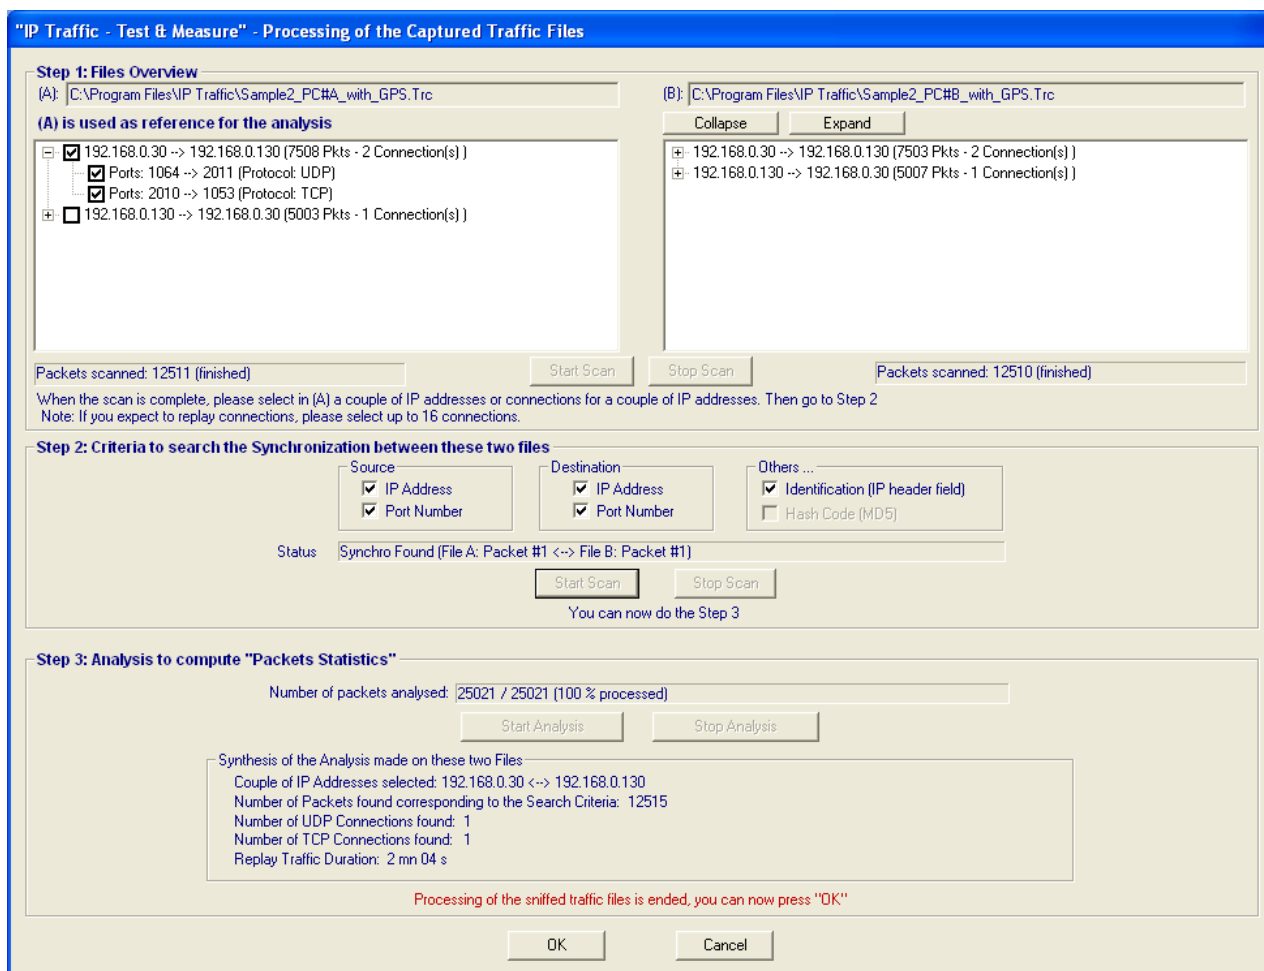 "IP Traffic - Test & Measure" - Processing of the Captured Traffic Files
Step 1: Files Overview
(A): C:\Program Files\IP Traffic\Sample2_PC#A_with_GPS.Trc
(B): C:\Program Files\IP Traffic\Sample2_PC#B_with_GPS.Trc
(A) is used as reference for the analysis
Collapse Expand
192.168.0.30 --> 192.168.0.130 (7508 Pkts - 2 Connection(s) )
Ports: 1064 --> 2011 (Protocol: UDP)
Ports: 2010 --> 1053 (Protocol: TCP)
192.168.0.130 --> 192.168.0.30 (5003 Pkts - 1 Connection(s) )
192.168.0.30 --> 192.168.0.130 (7503 Pkts - 2 Connection(s) )
192.168.0.130 --> 192.168.0.30 (5007 Pkts - 1 Connection(s) )
Packets scanned: 12511 (finished)
Start Scan Stop Scan
Packets scanned: 12510 (finished)
When the scan is complete, please select in (A) a couple of IP addresses or connections for a couple of IP addresses. Then go to Step 2
Note: If you expect to replay connections, please select up to 16 connections.
Step 2: Criteria to search the Synchronization between these two files
Source
IP Address
Port Number
Destination
IP Address
Port Number
Others ...
Identification (IP header field)
Hash Code (MD5)
Status Synchro Found (File A: Packet #1 <--> File B: Packet #1)
Start Scan Stop Scan
You can now do the Step 3
Step 3: Analysis to compute "Packets Statistics"
Number of packets analysed: 25021 / 25021 (100 % processed)
Start Analysis Stop Analysis
Synthesis of the Analysis made on these two Files
Couple of IP Addresses selected: 192.168.0.30 <--> 192.168.0.130
Number of Packets found corresponding to the Search Criteria: 12515
Number of UDP Connections found: 1
Number of TCP Connections found: 1
Replay Traffic Duration: 2 mn 04 s
Processing of the sniffed traffic files is ended, you can now press "OK"
OK Cancel